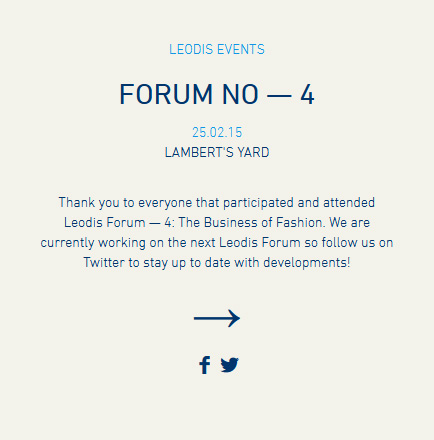 LEODIS EVENTS
FORUM NO — 4
25.02.15
LAMBERT'S YARD
Thank you to everyone that participated and attended
Leodis Forum — 4: The Business of Fashion. We are
currently working on the next Leodis Forum so follow us on
Twitter to stay up to date with developments!